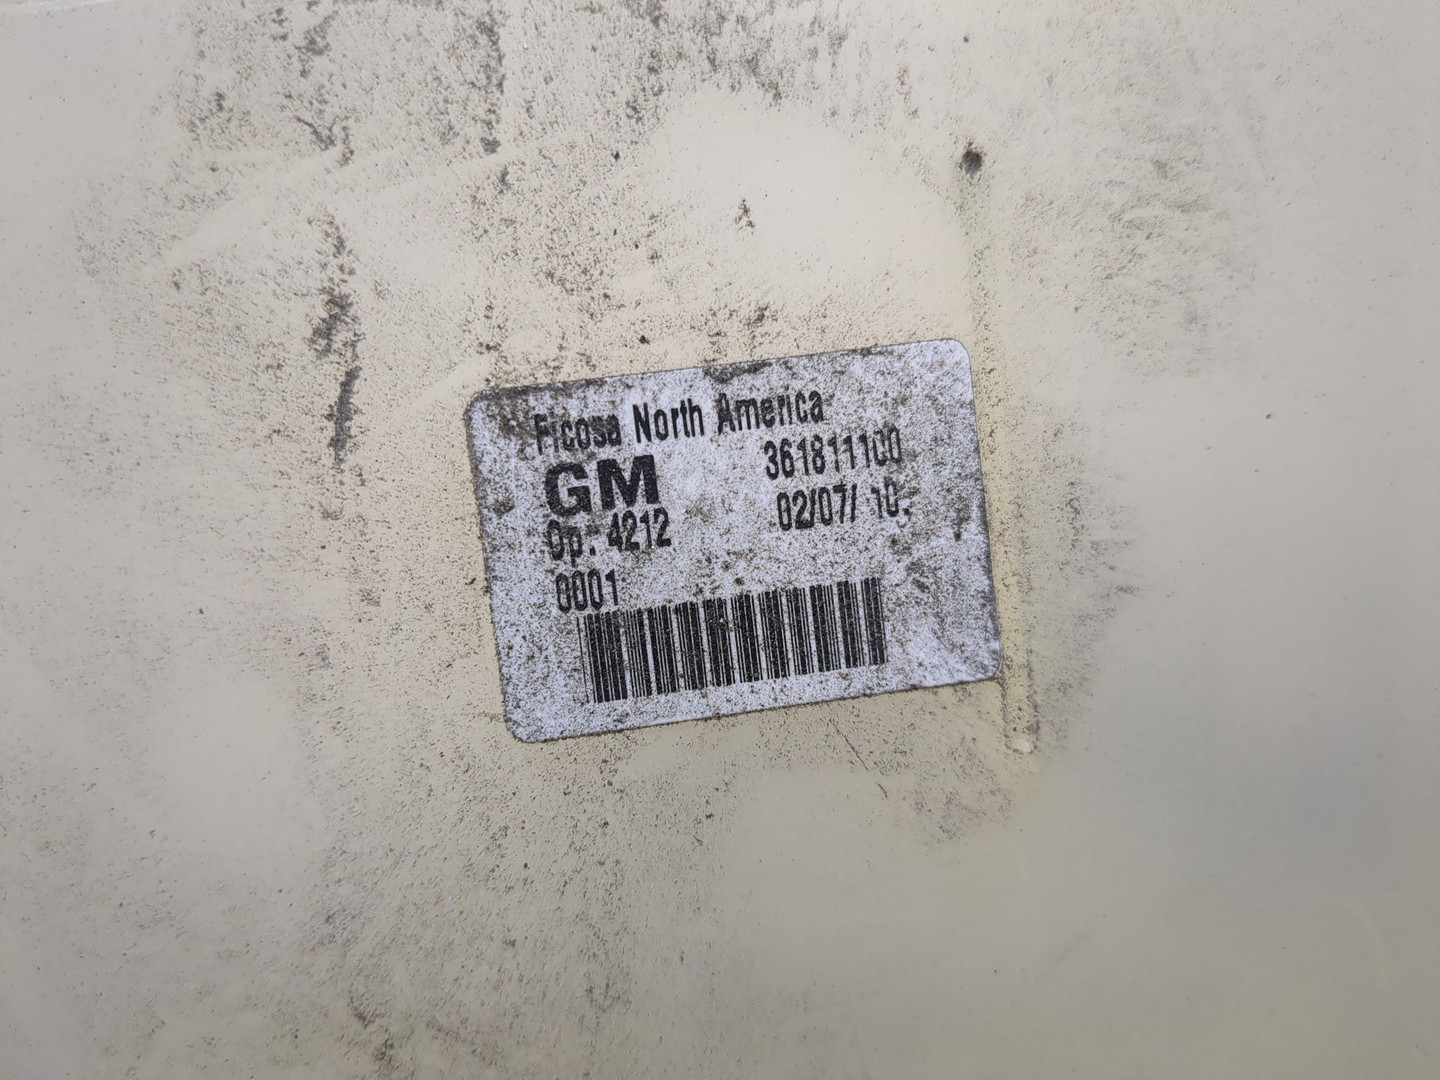 Ficosa North America
GM 361811100
Op.: 4212 02/07/ 10.
0001